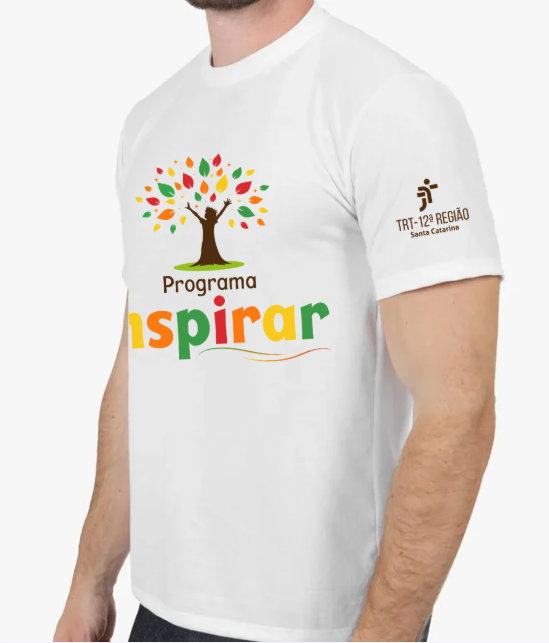 Programa
nspirar
TRT-12ª REGIÃO
Santa Catarina